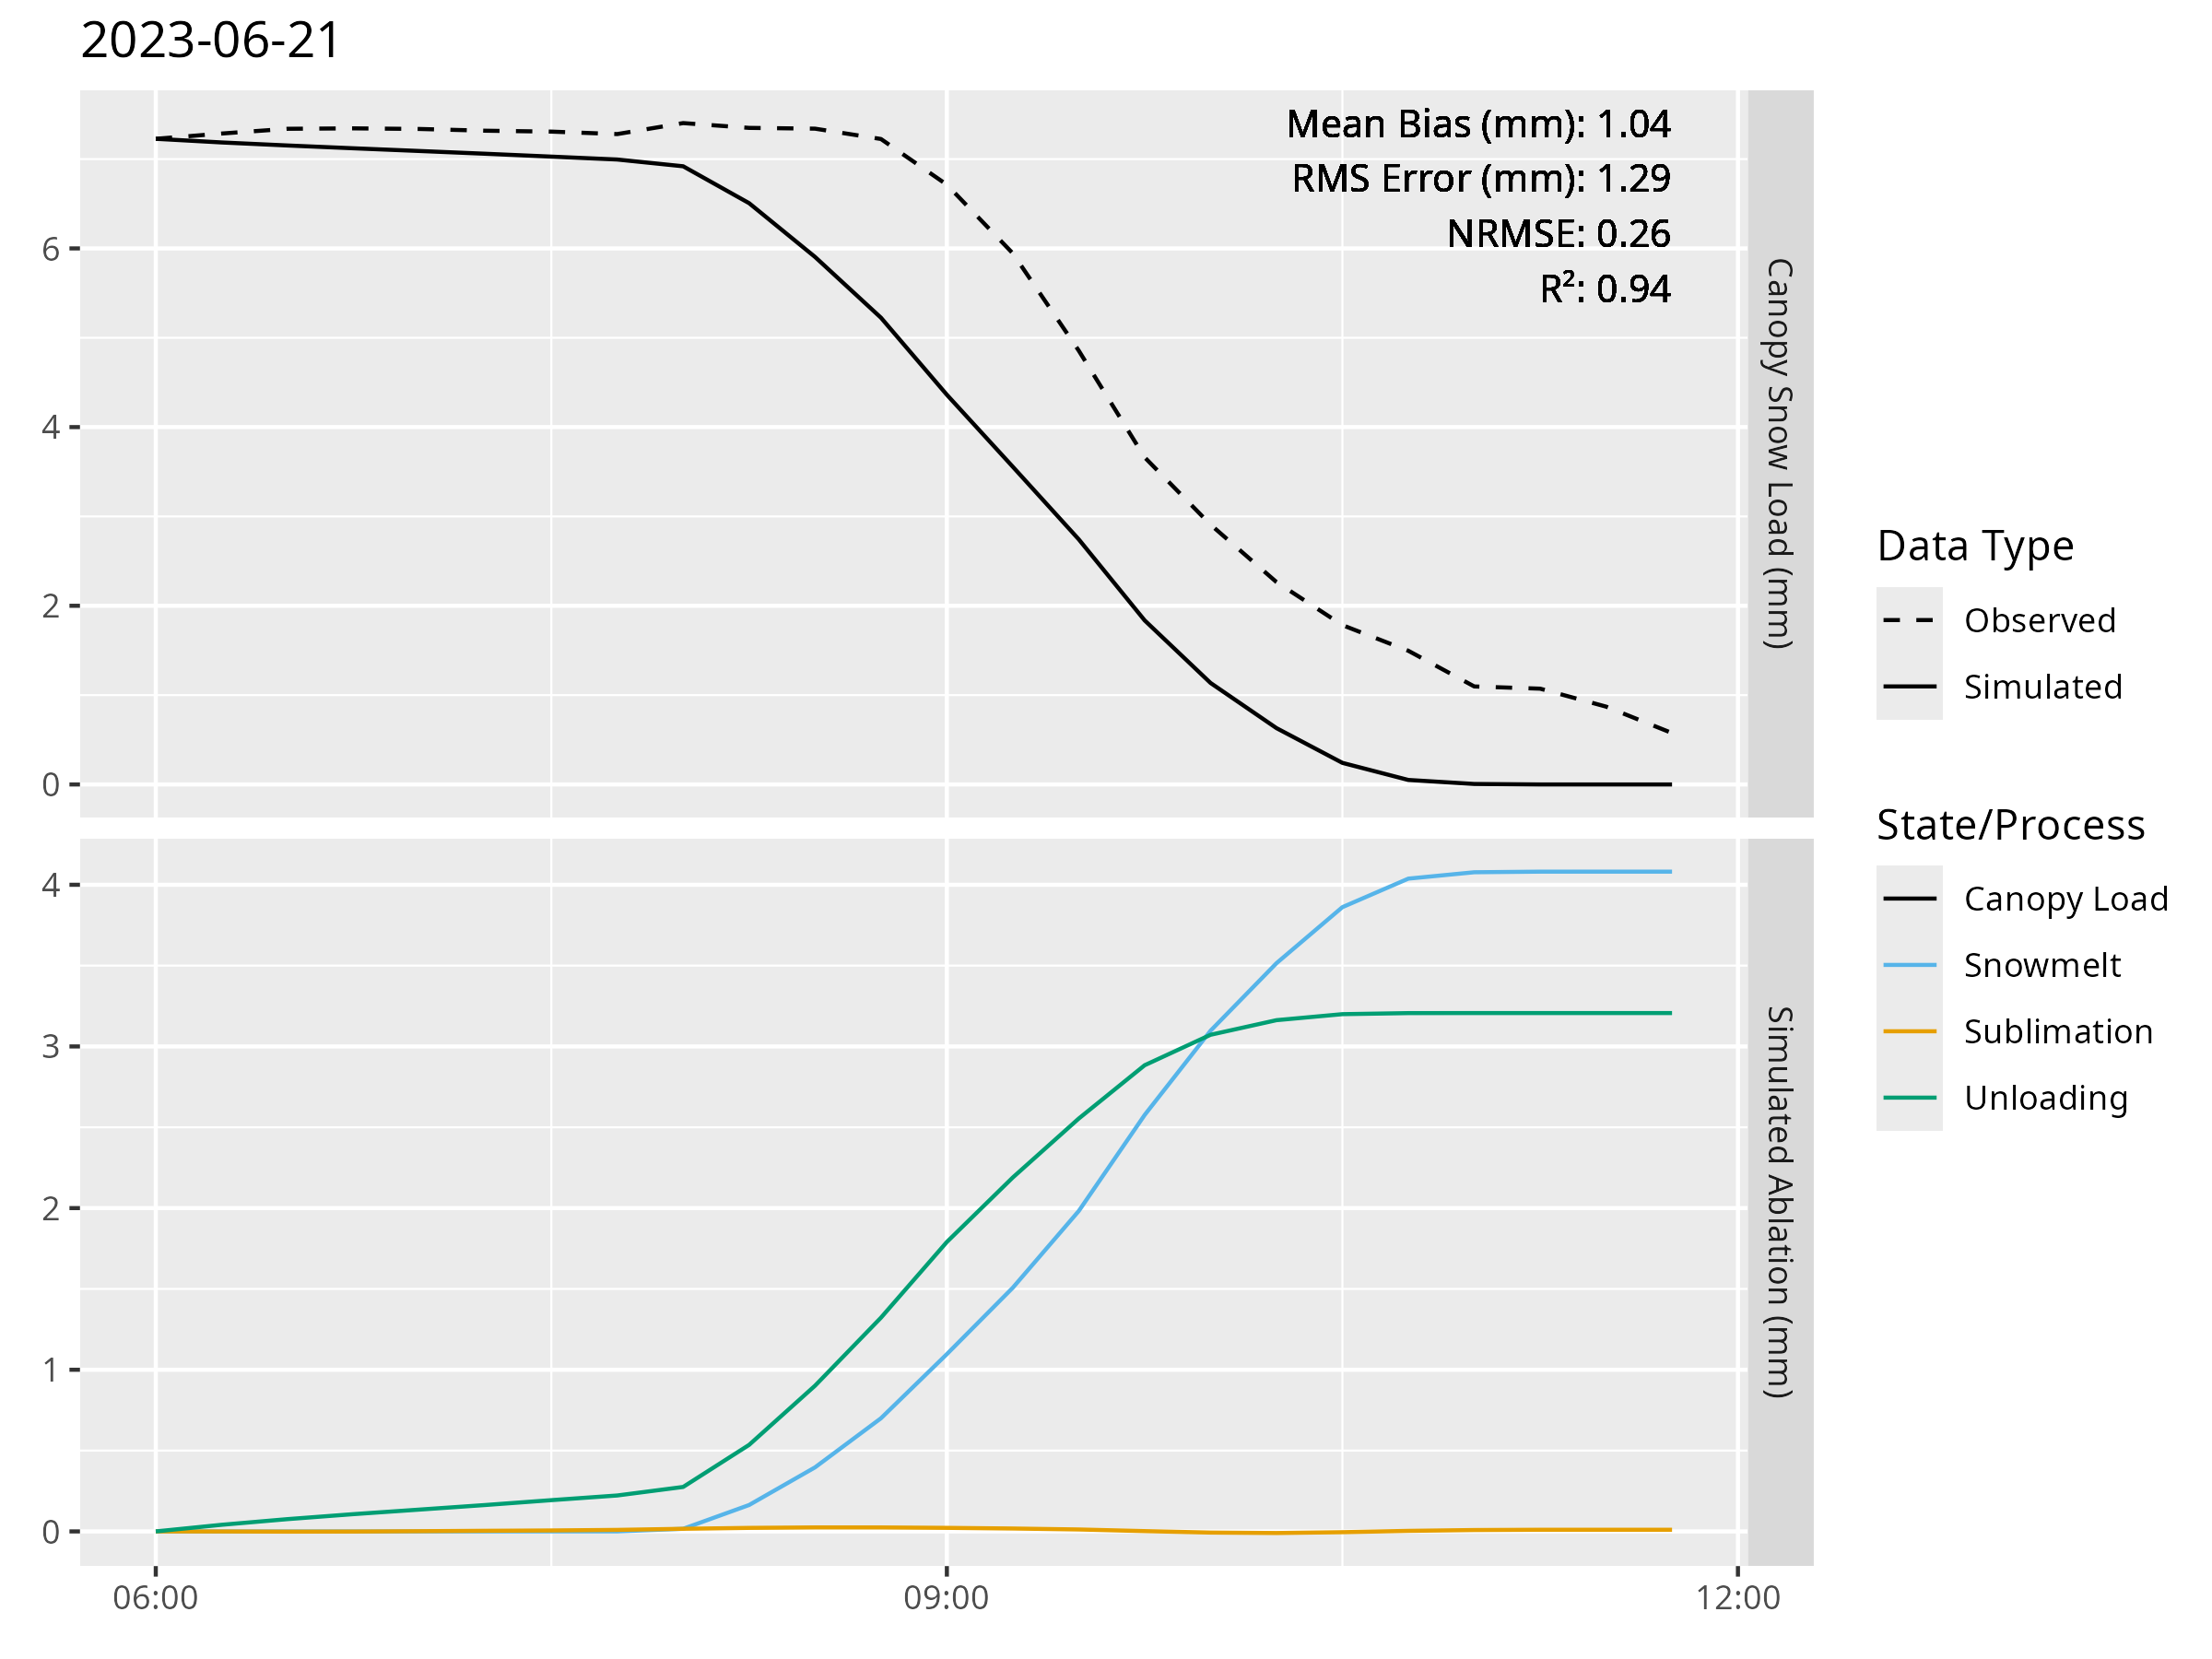 2023-06-21
Mean Bias (mm): 1.04
RMS Error (mm): 1.29
NRMSE: 0.26
R²: 0.94
6
4
2
0
Canopy Snow Load (mm)
4
3
2
1
0
Simulated Ablation (mm)
06:00
09:00
12:00
Data Type
Observed
Simulated
State/Process
Canopy Load
Snowmelt
Sublimation
Unloading